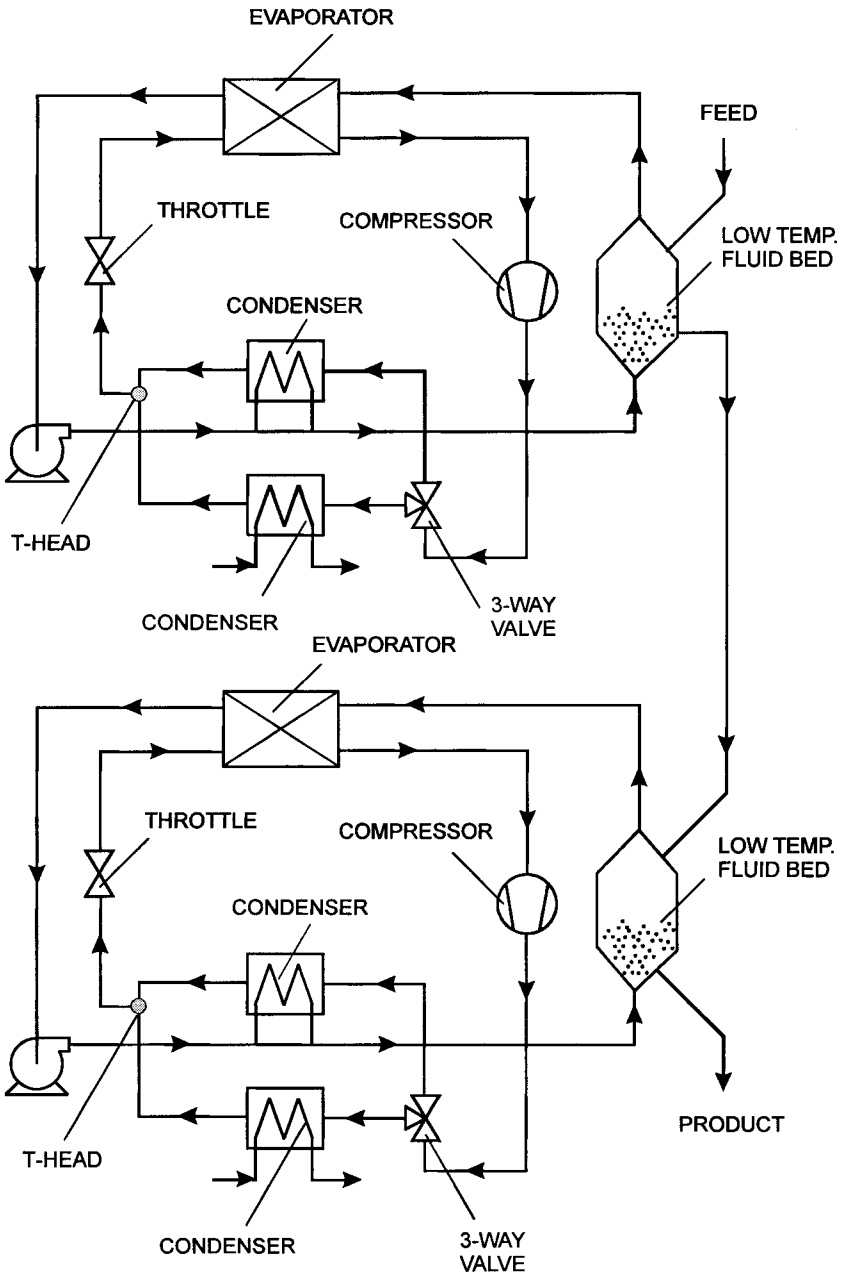 EVAPORATOR
FEED
THROTTLE
COMPRESSOR
LOW TEMP.
FLUID BED
CONDENSER
T-HEAD
CONDENSER
3-WAY
VALVE
EVAPORATOR
THROTTLE
COMPRESSOR
LOW TEMP.
FLUID BED
CONDENSER
PRODUCT
T-HEAD
CONDENSER
3-WAY
VALVE